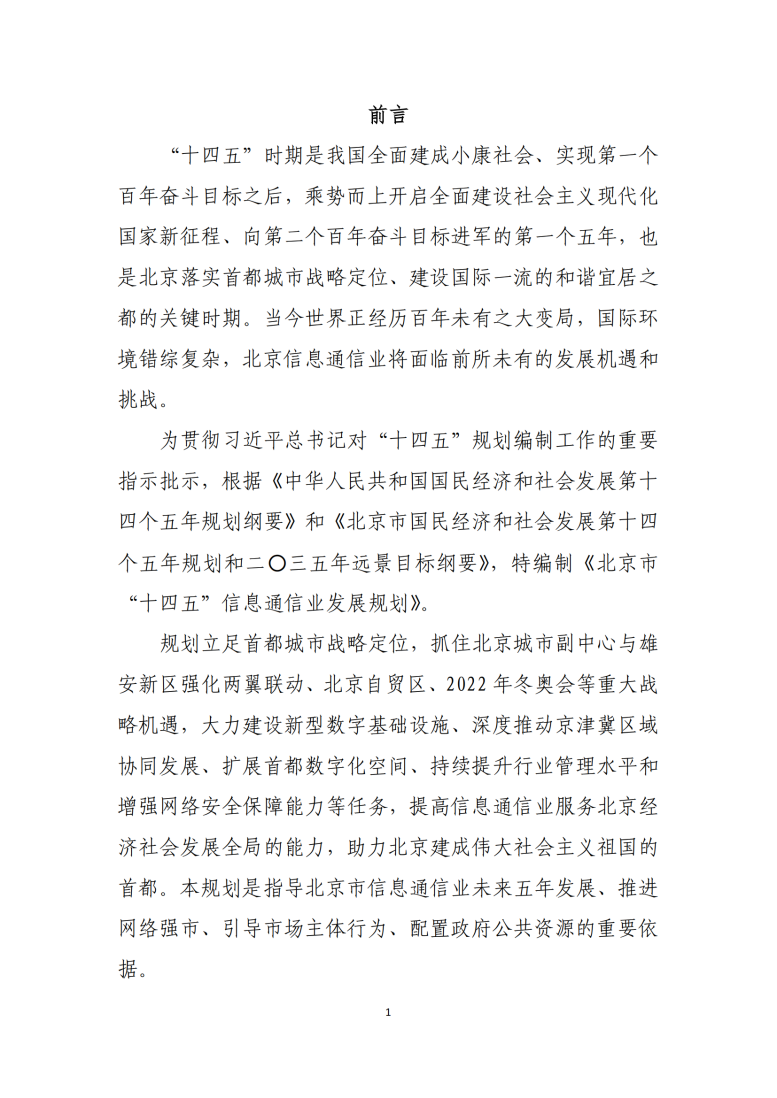 前言
“十四五”时期是我国全面建成小康社会、实现第一个
百年奋斗目标之后，乘势而上开启全面建设社会主义现代化
国家新征程、向第二个百年奋斗目标进军的第一个五年，也
是北京落实首都城市战略定位、建设国际一流的和谐宜居之
都的关键时期。当今世界正经历百年未有之大变局，国际环
境错综复杂，北京信息通信业将面临前所未有的发展机遇和
挑战。
为贯彻习近平总书记对“十四五”规划编制工作的重要
指示批示，根据《中华人民共和国国民经济和社会发展第十
四个五年规划纲要》和《北京市国民经济和社会发展第十四
个五年规划和二〇三五年远景目标纲要》，特编制《北京市
“十四五”信息通信业发展规划》。
规划立足首都城市战略定位，抓住北京城市副中心与雄
安新区强化两翼联动、北京自贸区、2022 年冬奥会等重大战
略机遇，大力建设新型数字基础设施、深度推动京津冀区域
协同发展、扩展首都数字化空间、持续提升行业管理水平和
增强网络安全保障能力等任务，提高信息通信业服务北京经
济社会发展全局的能力，助力北京建成伟大社会主义祖国的
首都。本规划是指导北京市信息通信业未来五年发展、推进
网络强市、引导市场主体行为、配置政府公共资源的重要依
据。
1